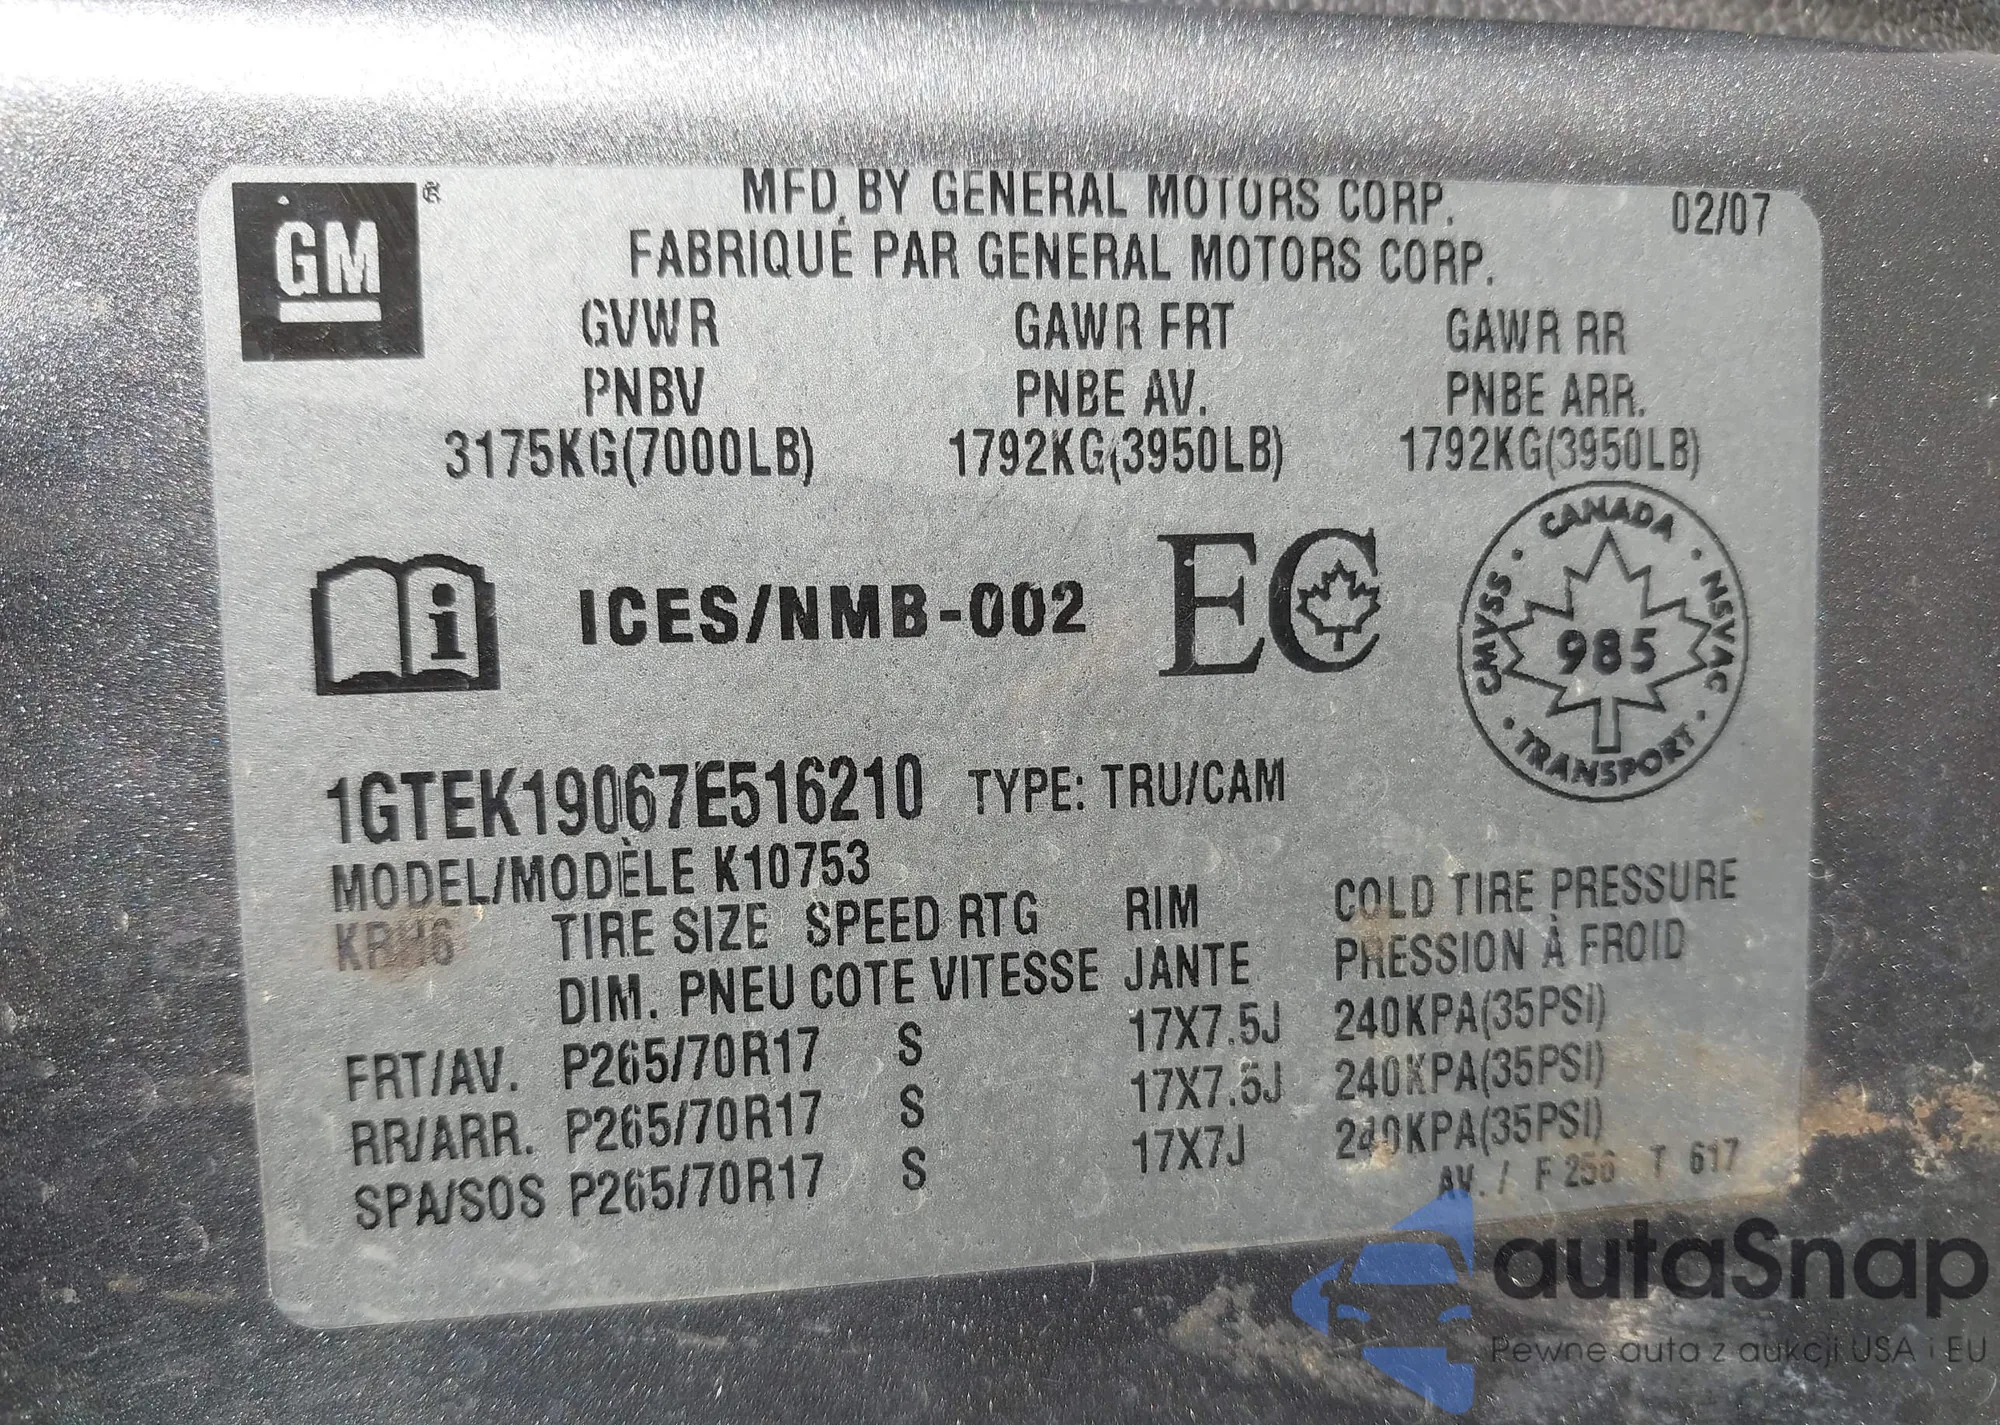 GM
®
MFD. BY GENERAL MOTORS CORP.
02/07
FABRIQUÉ PAR GENERAL MOTORS CORP.
GVWR GAWR FRT GAWR RR
PNBV PNBE AV. PNBE ARR.
3175KG(7000LB) 1792KG(3950LB) 1792KG(3950LB)
i
ICES/NMB-002
EC
CANADA · NSVAC · TRANSPORT · CMVSS ·
985
1GTEK19067E516210 TYPE: TRU/CAM
MODEL/MODÈLE K10753
KRH6 TIRE SIZE SPEED RTG RIM COLD TIRE PRESSURE
DIM. PNEU COTE VITESSE JANTE PRESSION À FROID
FRT/AV. P265/70R17 S 17X7.5J 240KPA(35PSI)
RR/ARR. P265/70R17 S 17X7.5J 240KPA(35PSI)
SPA/SOS P265/70R17 S 17X7J 240KPA(35PSI)
AV. / F 256 T 617
autaSnap
Pewne auta z aukcji USA i EU